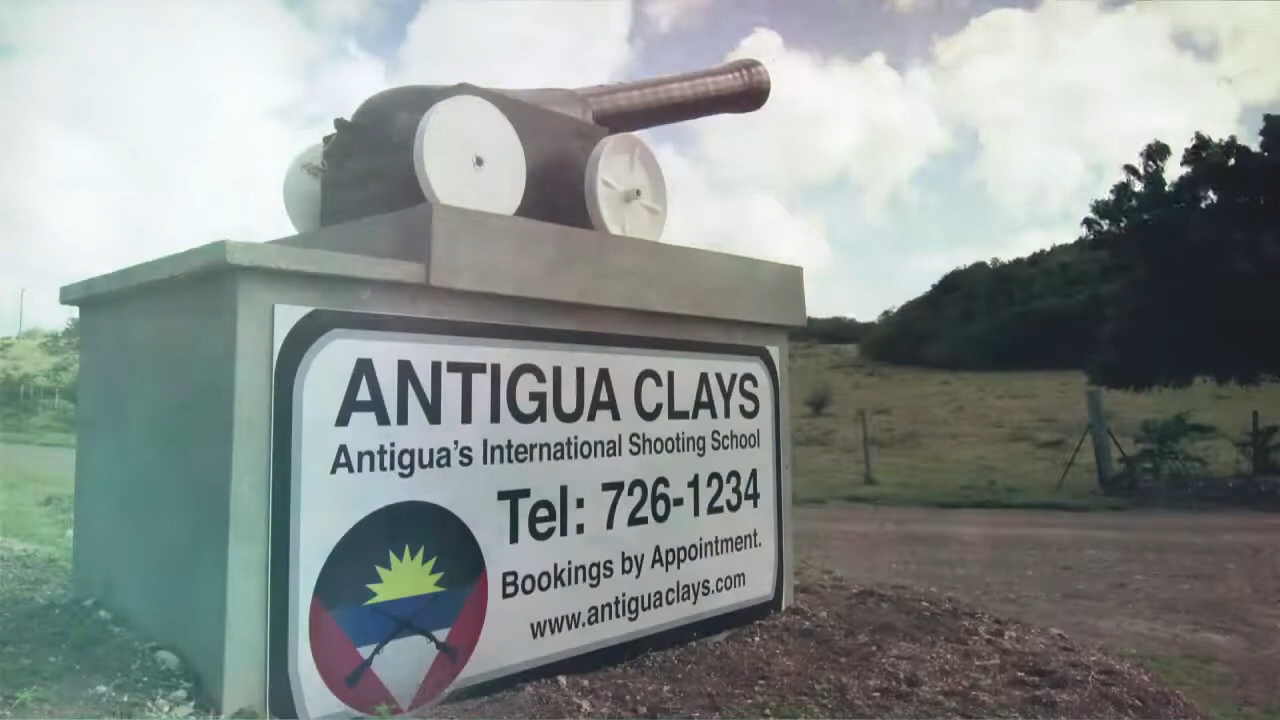 ANTIGUA CLAYS
Antigua's International Shooting School
Tel: 726-1234
Bookings by Appointment.
www.antiguaclays.com